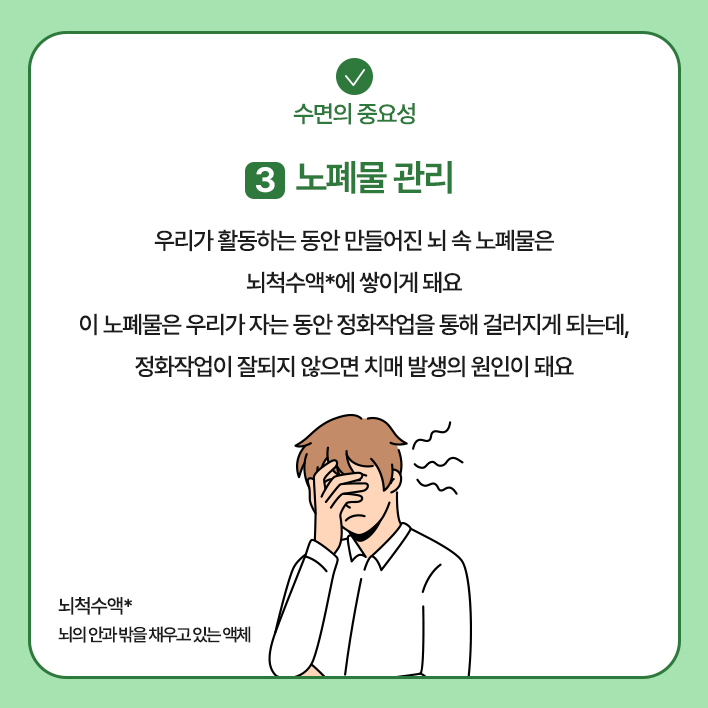 수면의 중요성
3 노폐물 관리
우리가 활동하는 동안 만들어진 뇌 속 노폐물은
뇌척수액*에 쌓이게 돼요
이 노폐물은 우리가 자는 동안 정화작업을 통해 걸러지게 되는데,
정화작업이 잘되지 않으면 치매 발생의 원인이 돼요
뇌척수액*
뇌의 안과 밖을 채우고 있는 액체